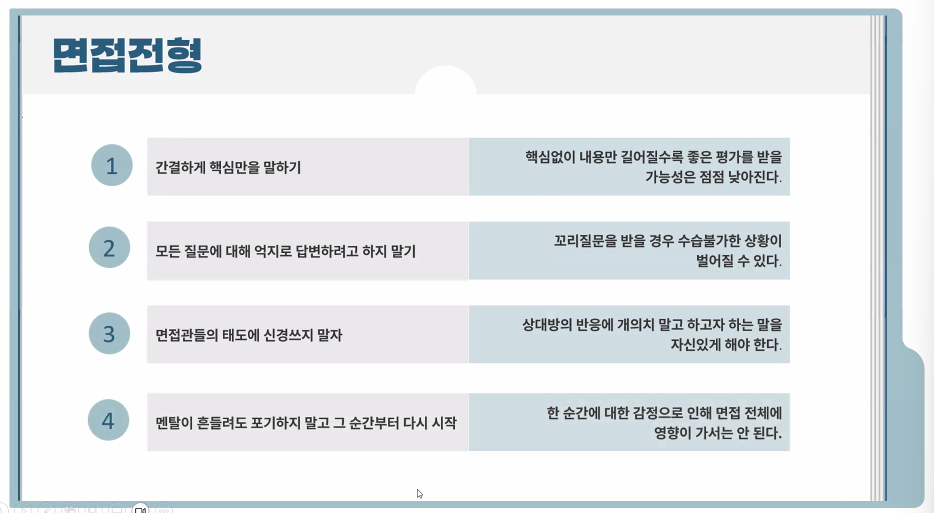 면접전형
1
간결하게 핵심만을 말하기
핵심없이 내용만 길어질수록 좋은 평가를 받을
가능성은 점점 낮아진다.
2
모든 질문에 대해 억지로 답변하려고 하지 말기
꼬리질문을 받을 경우 수습불가한 상황이
벌어질 수 있다.
3
면접관들의 태도에 신경쓰지 말자
상대방의 반응에 개의치 말고 하고자 하는 말을
자신있게 해야 한다.
4
멘탈이 흔들려도 포기하지 말고 그 순간부터 다시 시작
한 순간에 대한 감정으로 인해 면접 전체에
영향이 가서는 안 된다.